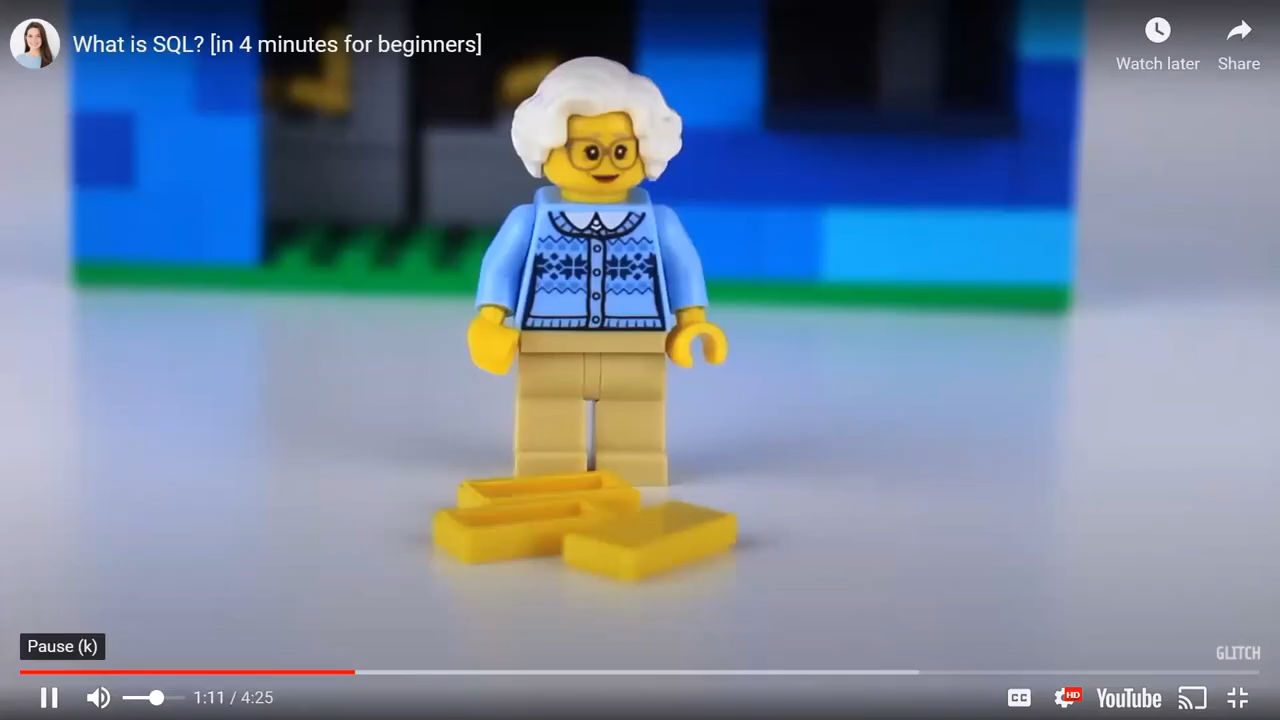 What is SQL? [in 4 minutes for beginners]
Watch later
Share
Pause (k)
GLITCH
1:11 / 4:25
CC
HD
YouTube